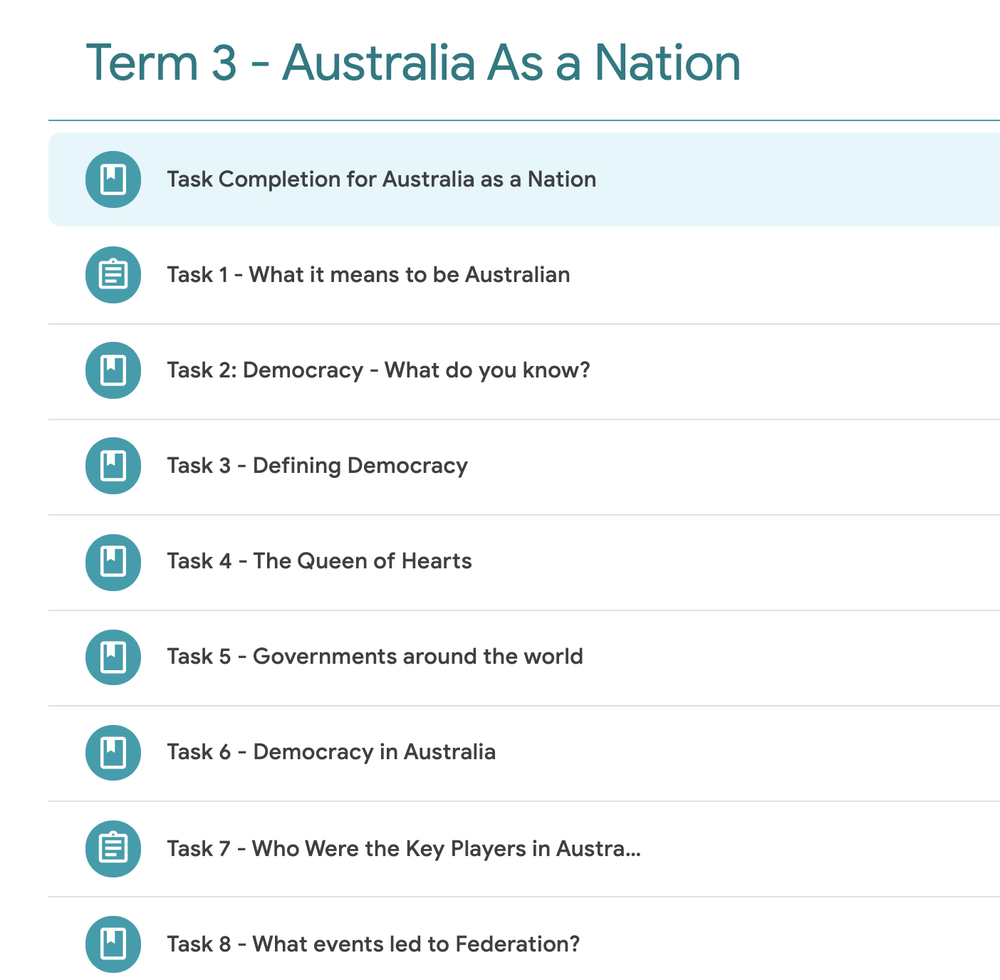 Term 3 - Australia As a Nation
Task Completion for Australia as a Nation
Task 1 - What it means to be Australian
Task 2: Democracy - What do you know?
Task 3 - Defining Democracy
Task 4 - The Queen of Hearts
Task 5 - Governments around the world
Task 6 - Democracy in Australia
Task 7 - Who Were the Key Players in Austra...
Task 8 - What events led to Federation?